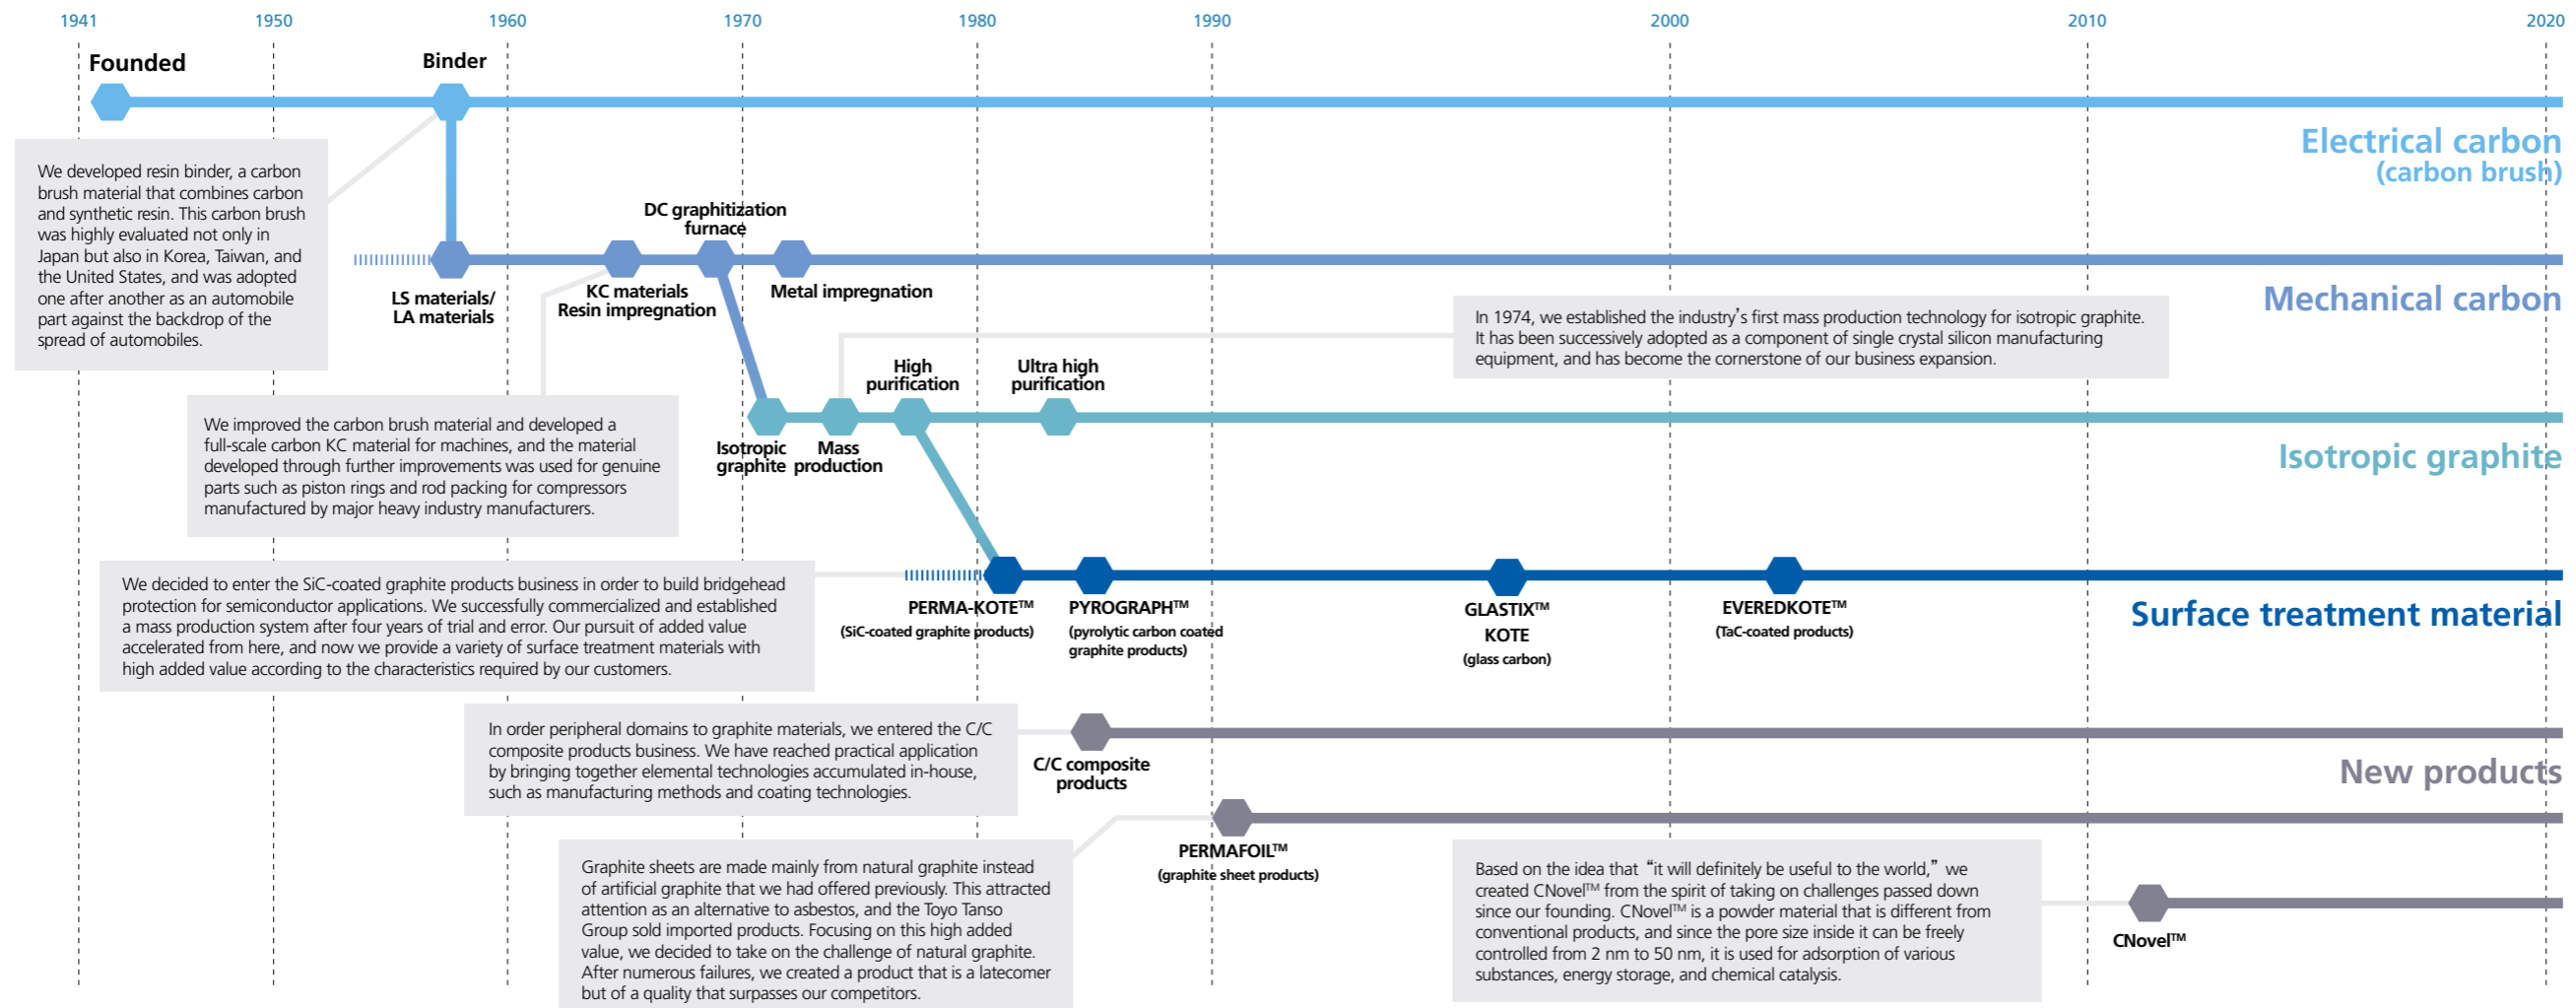 1941
1950
1960
1970
1980
1990
2000
2010
2020
Founded
Binder
Electrical carbon
(carbon brush)
We developed resin binder, a carbon
brush material that combines carbon
and synthetic resin. This carbon brush
was highly evaluated not only in
Japan but also in Korea, Taiwan, and
the United States, and was adopted
one after another as an automobile
part against the backdrop of the
spread of automobiles.
DC graphitization
furnace
LS materials/
LA materials
KC materials
Resin impregnation
Metal impregnation
Mechanical carbon
In 1974, we established the industry’s first mass production technology for isotropic graphite.
It has been successively adopted as a component of single crystal silicon manufacturing
equipment, and has become the cornerstone of our business expansion.
High
purification
Ultra high
purification
We improved the carbon brush material and developed a
full-scale carbon KC material for machines, and the material
developed through further improvements was used for genuine
parts such as piston rings and rod packing for compressors
manufactured by major heavy industry manufacturers.
Isotropic
graphite
Mass
production
Isotropic graphite
We decided to enter the SiC-coated graphite products business in order to build bridgehead
protection for semiconductor applications. We successfully commercialized and established
a mass production system after four years of trial and error. Our pursuit of added value
accelerated from here, and now we provide a variety of surface treatment materials with
high added value according to the characteristics required by our customers.
PERMA-KOTE™
(SiC-coated graphite products)
PYROGRAPH™
(pyrolytic carbon coated
graphite products)
GLASTIX™
KOTE
(glass carbon)
EVEREDKOTE™
(TaC-coated products)
Surface treatment material
In order peripheral domains to graphite materials, we entered the C/C
composite products business. We have reached practical application
by bringing together elemental technologies accumulated in-house,
such as manufacturing methods and coating technologies.
C/C composite
products
New products
Graphite sheets are made mainly from natural graphite instead
of artificial graphite that we had offered previously. This attracted
attention as an alternative to asbestos, and the Toyo Tanso
Group sold imported products. Focusing on this high added
value, we decided to take on the challenge of natural graphite.
After numerous failures, we created a product that is a latecomer
but of a quality that surpasses our competitors.
PERMAFOIL™
(graphite sheet products)
Based on the idea that “it will definitely be useful to the world,” we
created CNovel™ from the spirit of taking on challenges passed down
since our founding. CNovel™ is a powder material that is different from
conventional products, and since the pore size inside it can be freely
controlled from 2 nm to 50 nm, it is used for adsorption of various
substances, energy storage, and chemical catalysis.
CNovel™